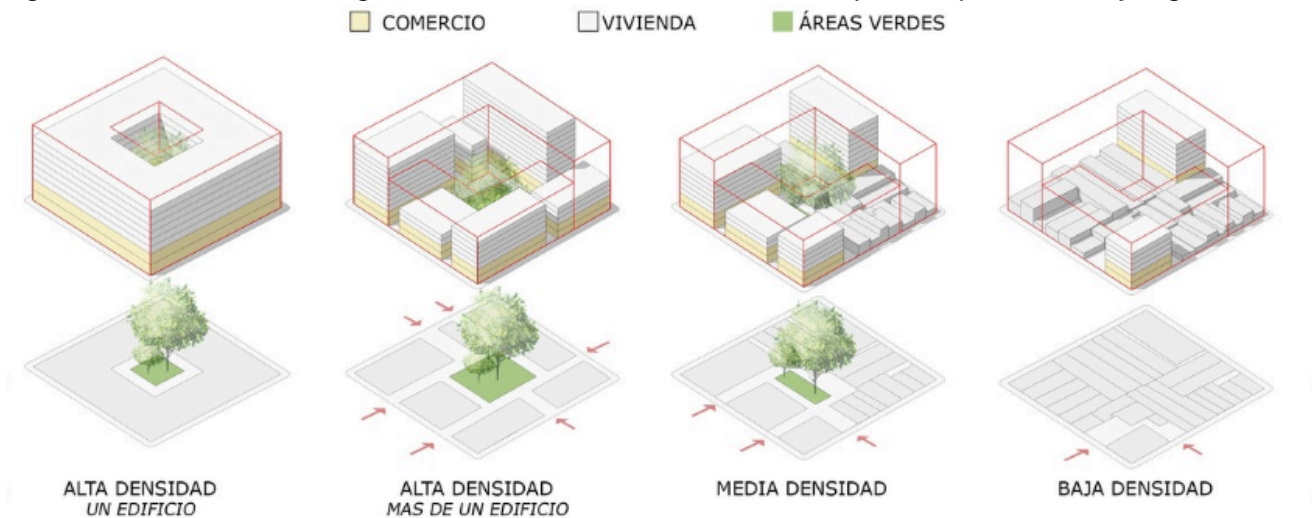 COMERCIO
VIVIENDA
ÁREAS VERDES
ALTA DENSIDAD
UN EDIFICIO
ALTA DENSIDAD
MAS DE UN EDIFICIO
MEDIA DENSIDAD
BAJA DENSIDAD